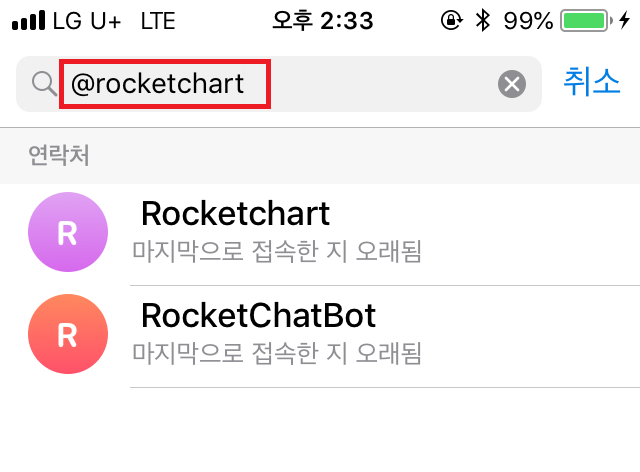 LG U+ LTE 오후 2:33 99%
@rocketchart 취소
연락처
R Rocketchart
마지막으로 접속한 지 오래됨
R RocketChatBot
마지막으로 접속한 지 오래됨